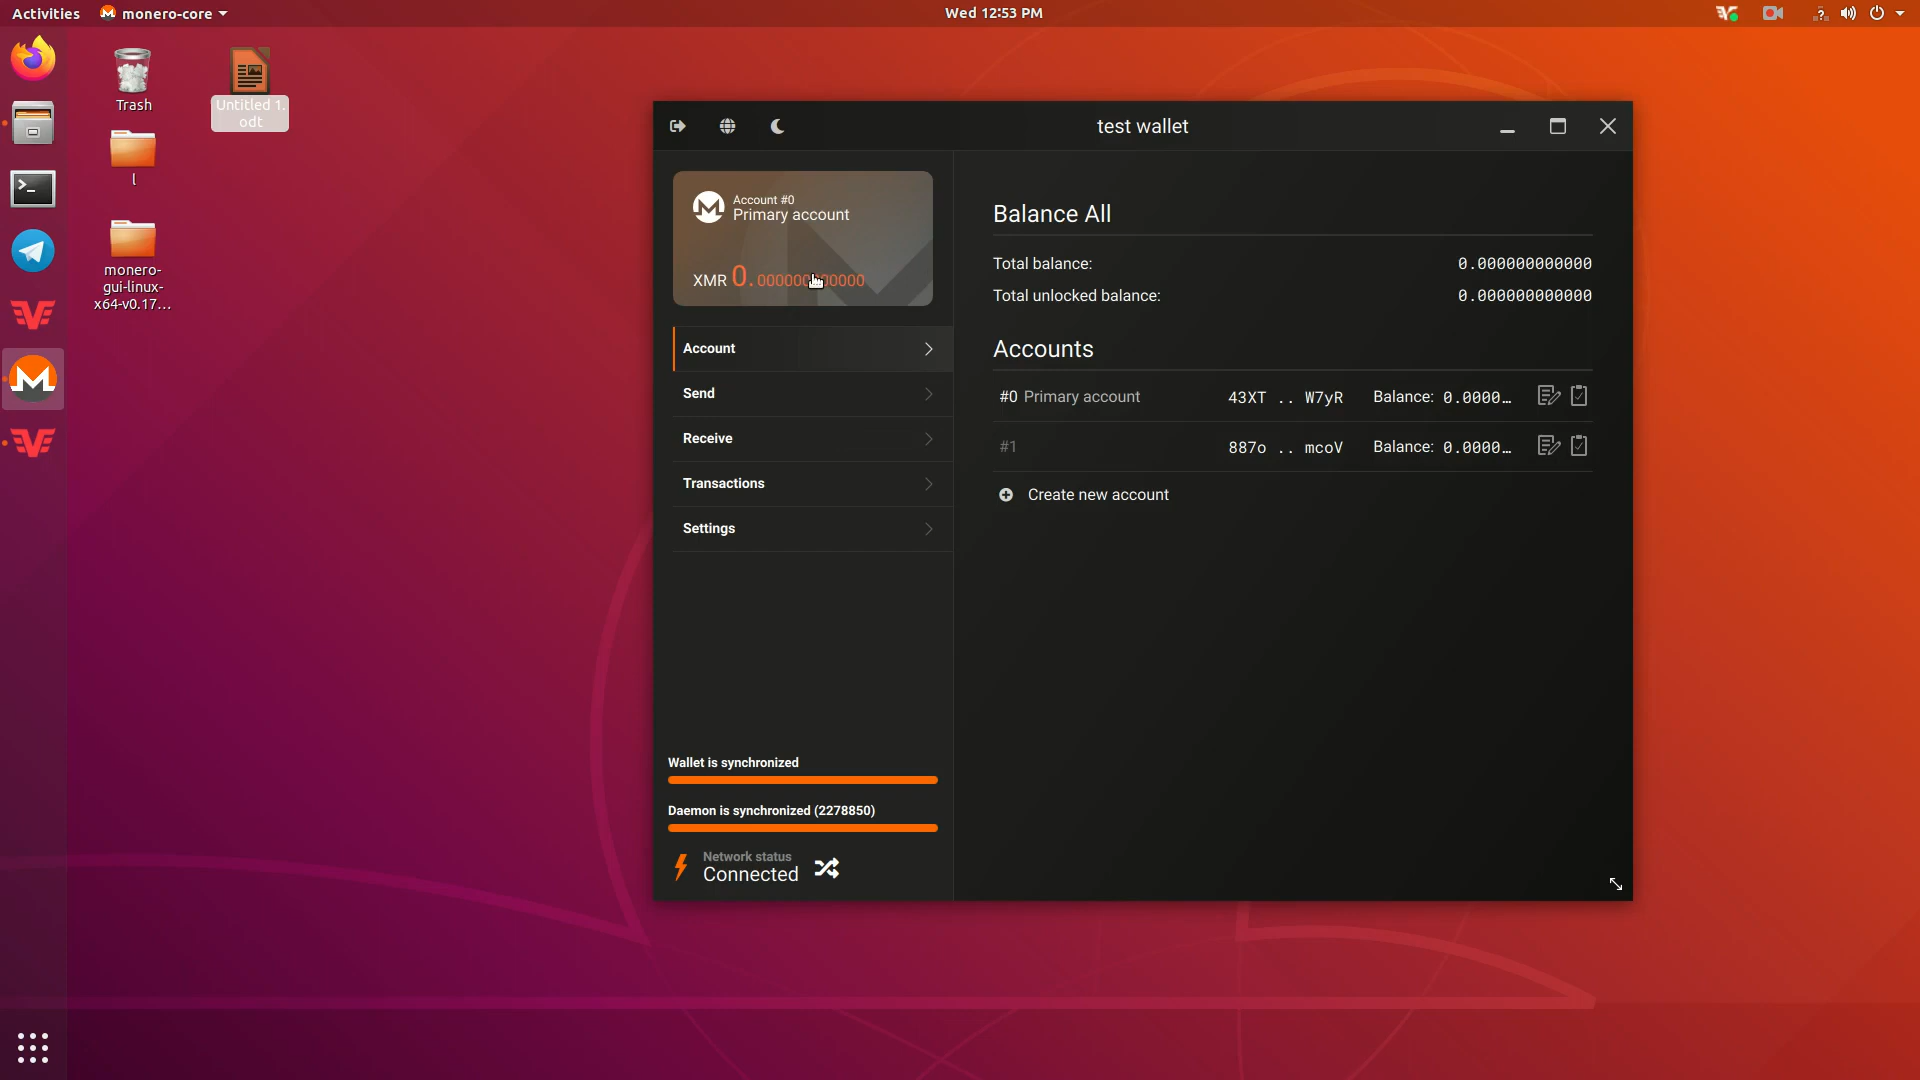 Activities
monero-core
Wed 12:53 PM
?
Trash
Untitled 1.
odt
l
monero-
gui-linux-
x64-v0.17...
test wallet
Account #0
Primary account
XMR 0.000000000000
Account
Send
Receive
Transactions
Settings
Wallet is synchronized
Daemon is synchronized (2278850)
Network status
Connected
Balance All
Total balance: 0.000000000000
Total unlocked balance: 0.000000000000
Accounts
#0 Primary account 43XT .. W7yR Balance: 0.0000…
#1 887o .. mcoV Balance: 0.0000…
Create new account